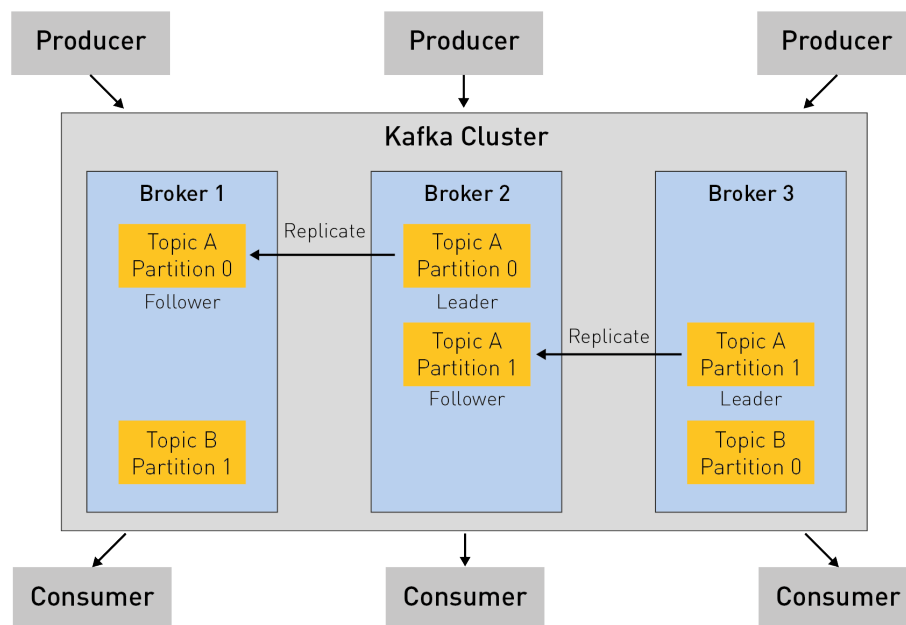 Producer
Producer
Producer
Kafka Cluster
Broker 1
Broker 2
Broker 3
Topic A
Partition 0
Follower
Replicate
Topic A
Partition 0
Leader
Topic A
Partition 1
Follower
Replicate
Topic A
Partition 1
Leader
Topic B
Partition 1
Topic B
Partition 0
Consumer
Consumer
Consumer